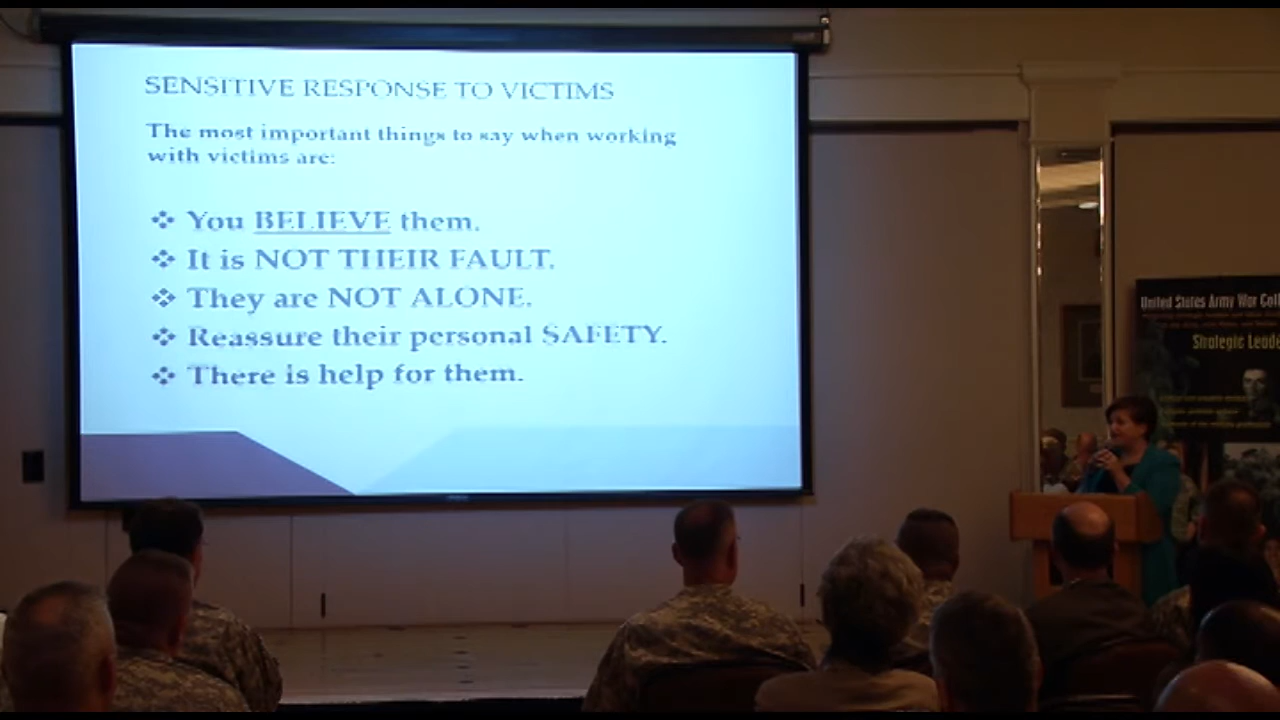 SENSITIVE RESPONSE TO VICTIMS
The most important things to say when working
with victims are:
❖ You BELIEVE them.
❖ It is NOT THEIR FAULT.
❖ They are NOT ALONE.
❖ Reassure their personal SAFETY.
❖ There is help for them.
United States Army War Coll
Strategic Leade